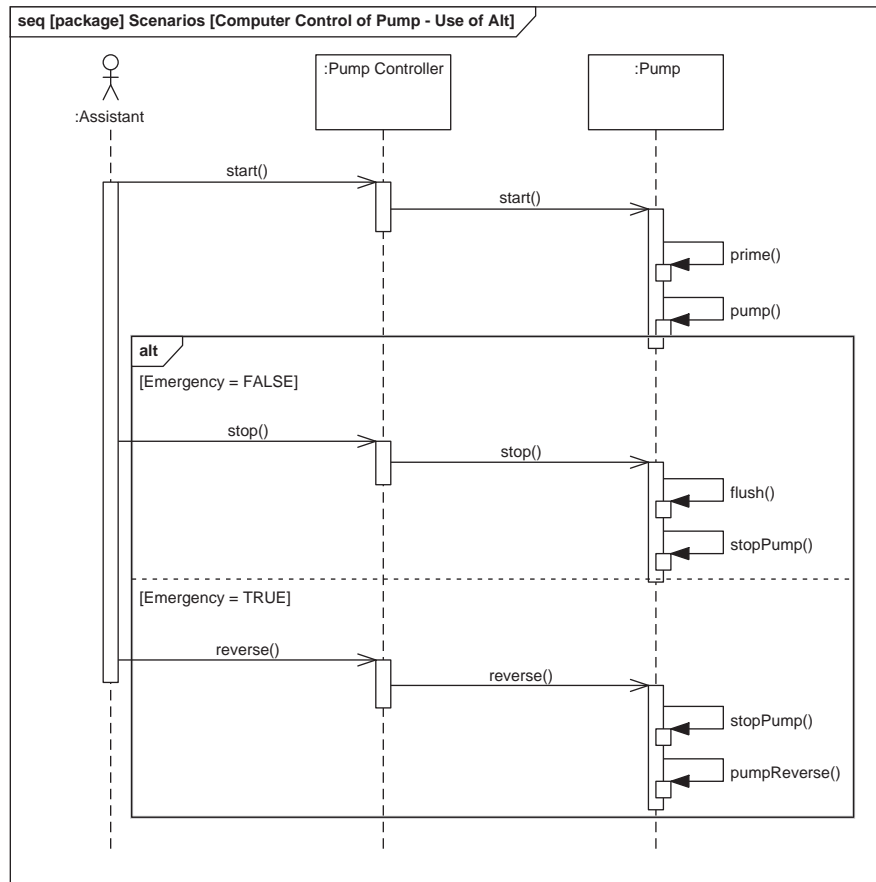 seq [package] Scenarios [Computer Control of Pump - Use of Alt]
:Assistant
:Pump Controller
:Pump
start()
start()
prime()
pump()
alt
[Emergency = FALSE]
stop()
stop()
flush()
stopPump()
[Emergency = TRUE]
reverse()
reverse()
stopPump()
pumpReverse()